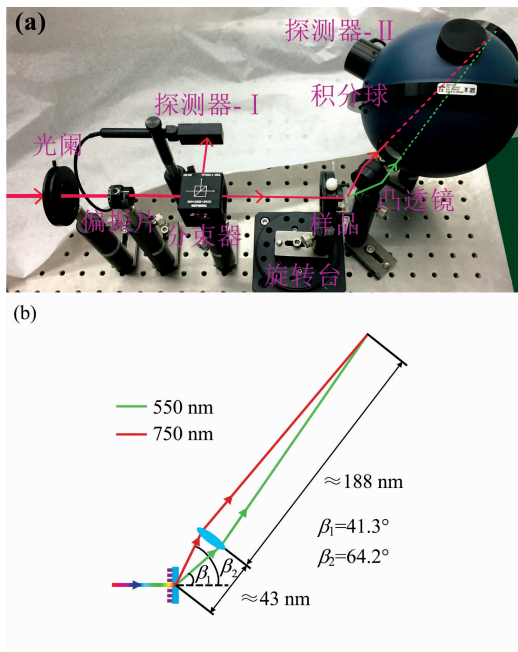 (a)
探测器-II
探测器-I
积分球
光阑
偏振片
分束器
样品
凸透镜
旋转台
(b)
550 nm
750 nm
≈188 nm
β₁=41.3°
β₂=64.2°
β₁
β₂
≈43 nm